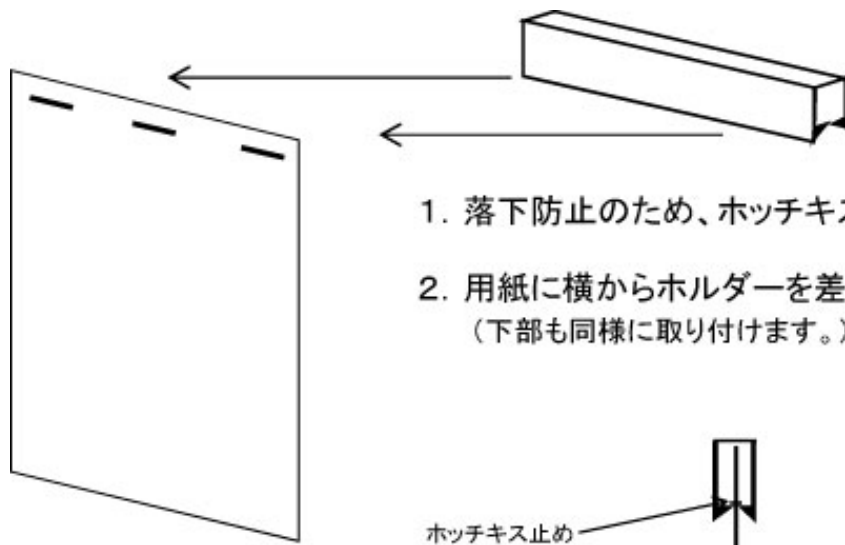 1. 落下防止のため、ホッチキス
2. 用紙に横からホルダーを差
（下部も同様に取り付けます。）
ホッチキス止め